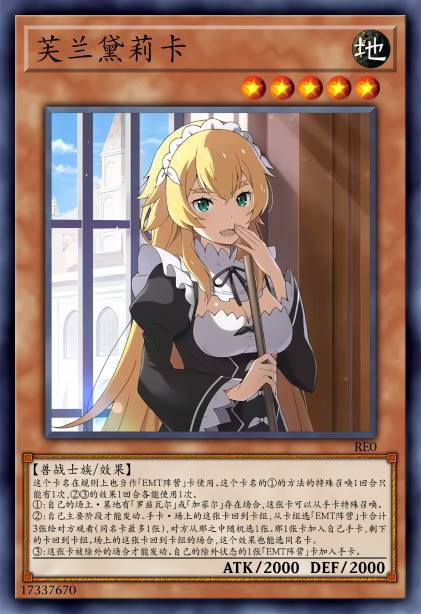 芙兰黛莉卡
地
RE0
【兽战士族/效果】
这个卡名在规则上也当作「EMT阵营」卡使用。这个卡名的①的方法的特殊召唤1回合只
能有1次,②③的效果1回合各能使用1次。
①:自己的场上·墓地有「罗兹瓦尔」或「加菲尔」存在场合,这张卡可以从手卡特殊召唤。
②:自己主要阶段才能发动。手卡·场上的这张卡回到卡组,从卡组选「EMT阵营」卡合计
3张给对方观看(同名卡最多1张),对方从那之中随机选1张。那1张卡加入自己手卡,剩下
的卡回到卡组。场上的这张卡回到卡组的场合,这个效果也能选同名卡。
③:这张卡被除外的场合才能发动。自己的除外状态的1张「EMT阵营」卡加入手卡。
ATK/2000 DEF/2000
17337670